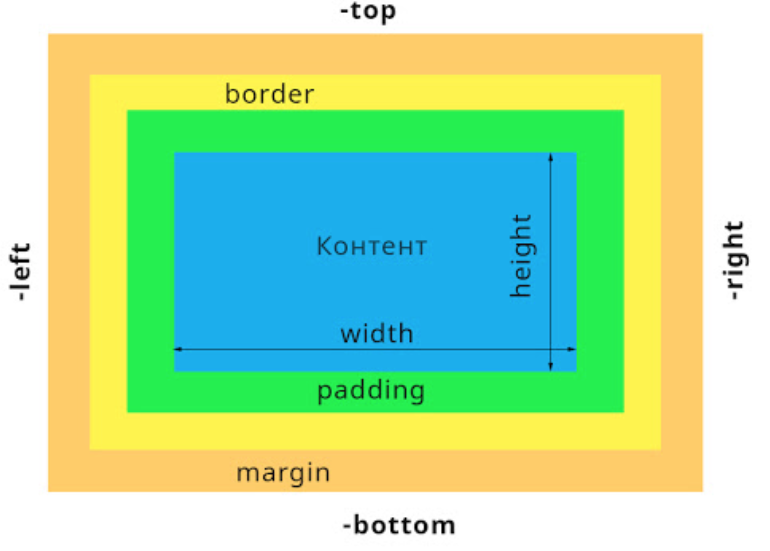 -top
border
-left
Контент
height
-right
width
padding
margin
-bottom